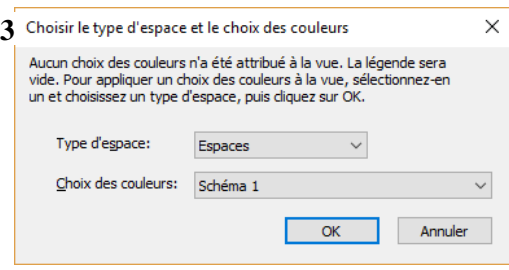 3 Choisir le type d'espace et le choix des couleurs
Aucun choix des couleurs n'a été attribué à la vue. La légende sera
vide. Pour appliquer un choix des couleurs à la vue, sélectionnez-en
un et choisissez un type d'espace, puis cliquez sur OK.
Type d'espace: Espaces
Choix des couleurs: Schéma 1
OK Annuler